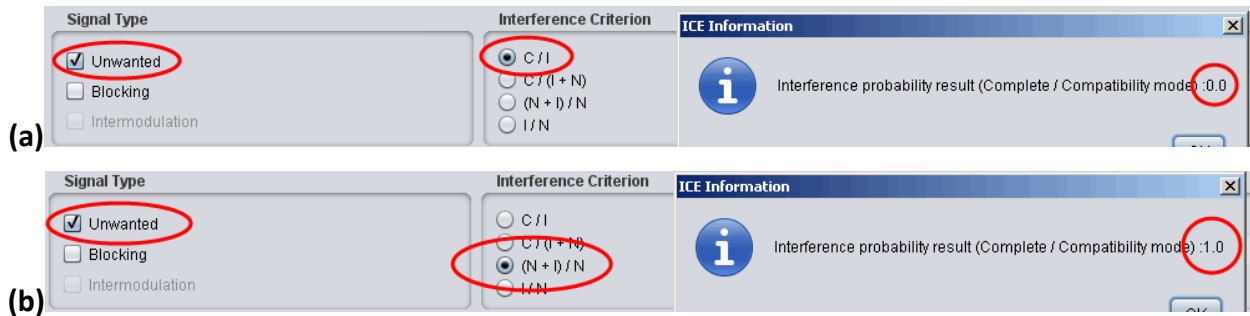 Signal Type
Interference Criterion
ICE Information
Unwanted
C / I
Blocking
C / (I + N)
Interference probability result (Complete / Compatibility mode) :0.0
(N + I) / N
Intermodulation
I / N
(a)
Signal Type
Interference Criterion
ICE Information
Unwanted
C / I
Blocking
C / (I + N)
Interference probability result (Complete / Compatibility mode) :1.0
(N + I) / N
Intermodulation
I / N
OK
(b)